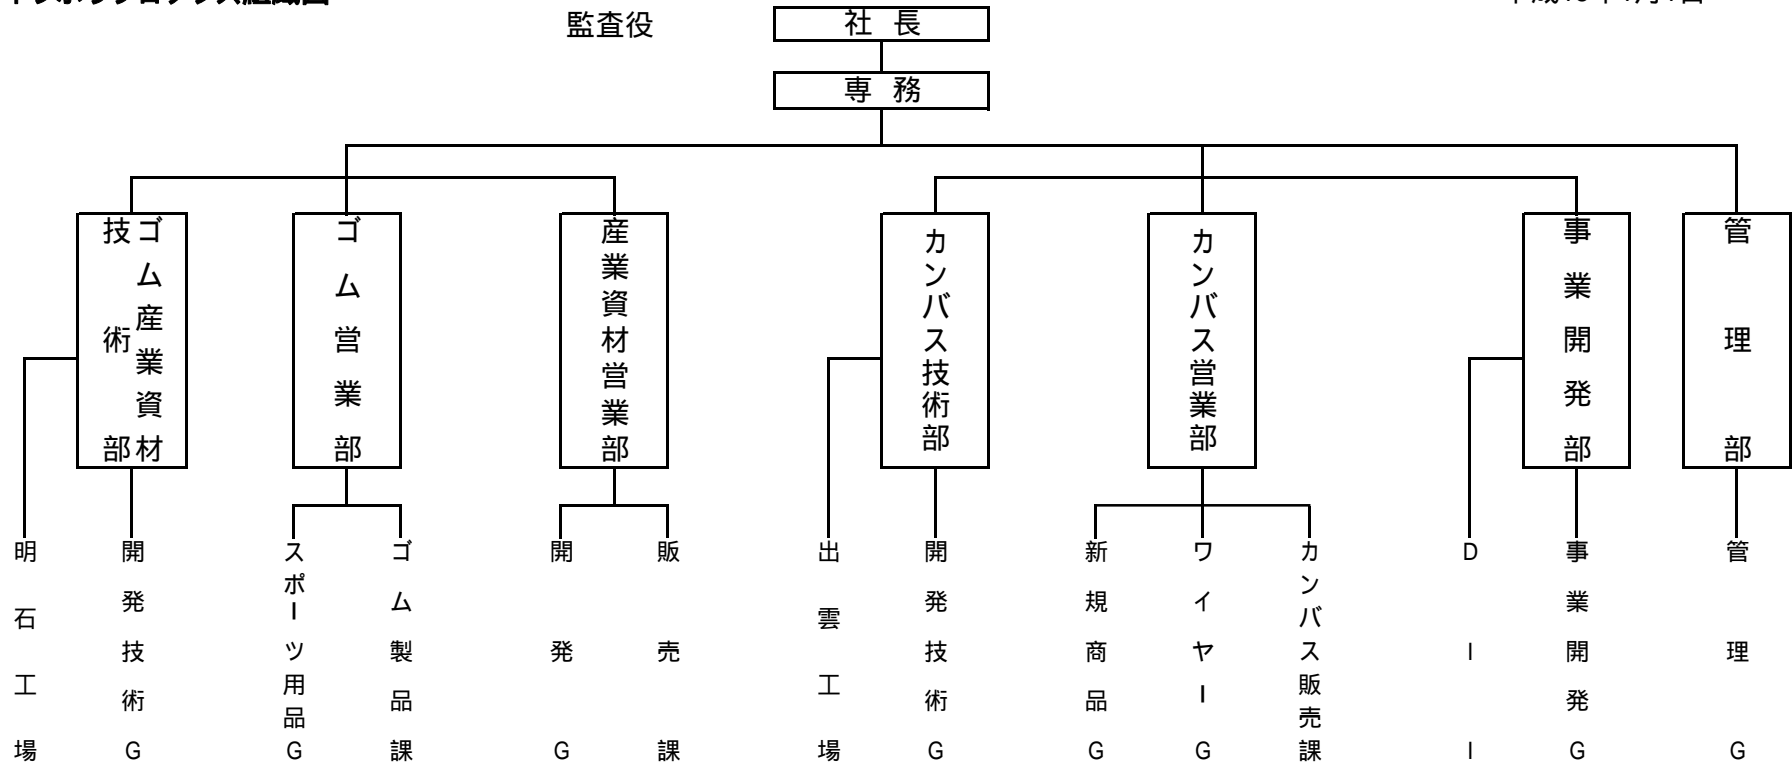 監査役
社長
専務
ゴム産業資材
技術部
ゴム営業部
産業資材営業部
カンバス技術部
カンバス営業部
事業開発部
管理部
明石工場
開発技術G
スポーツ用品G
ゴム製品課
開発G
販売課
出雲工場
開発技術G
新規商品G
ワイヤーG
カンバス販売課
DII
事業開発G
管理G